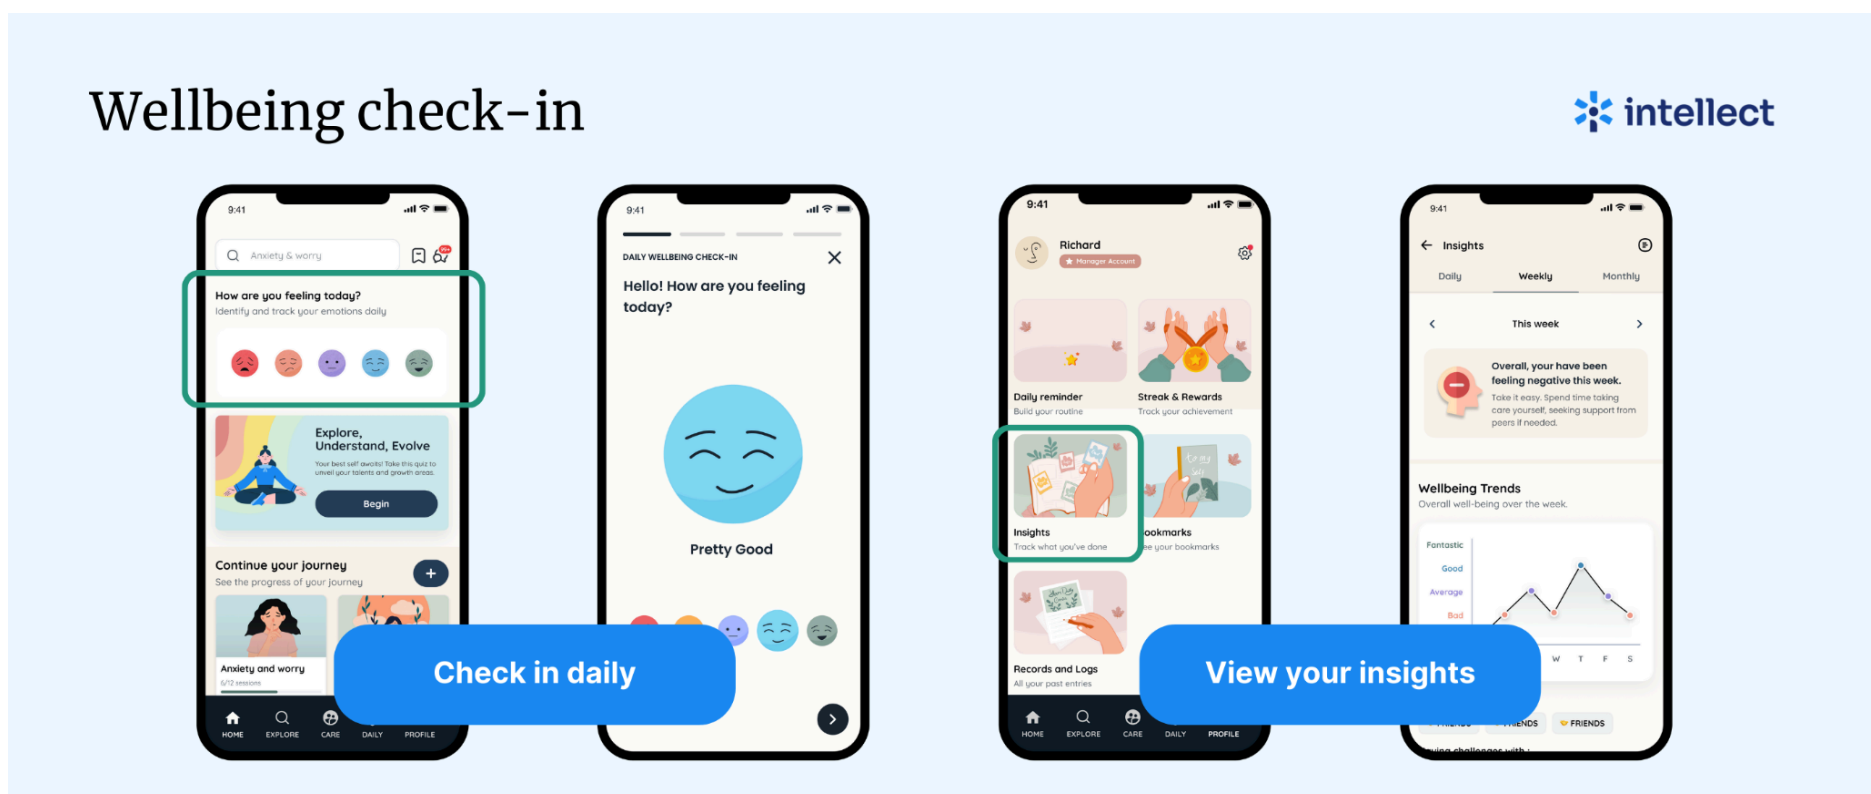 Wellbeing check-in
intellect
9:41
Anxiety & worry
99+
How are you feeling today?
Identify and track your emotions daily
Explore,
Understand, Evolve
Your best self awaits! Take this quiz to
unveil your talents and growth areas.
Begin
Continue your journey
See the progress of your journey
+
Anxiety and worry
6/12 sessions
HOME
EXPLORE
CARE
DAILY
PROFILE
9:41
DAILY WELLBEING CHECK-IN
Hello! How are you feeling
today?
Pretty Good
Check in daily
9:41
Richard
Manager Account
Daily reminder
Build your routine
Streak & Rewards
Track your achievement
To my
Self
Insights
Track what you've done
ookmarks
ee your bookmarks
Records and Logs
All your past entries
HOME
EXPLORE
CARE
DAILY
PROFILE
9:41
Insights
Daily
Weekly
Monthly
This week
Overall, your have been
feeling negative this week.
Take it easy. Spend time taking
care yourself, seeking support from
peers if needed.
Wellbeing Trends
Overall well-being over the week.
Fantastic
Good
Average
Bad
W T F S
FRIENDS
View your insights